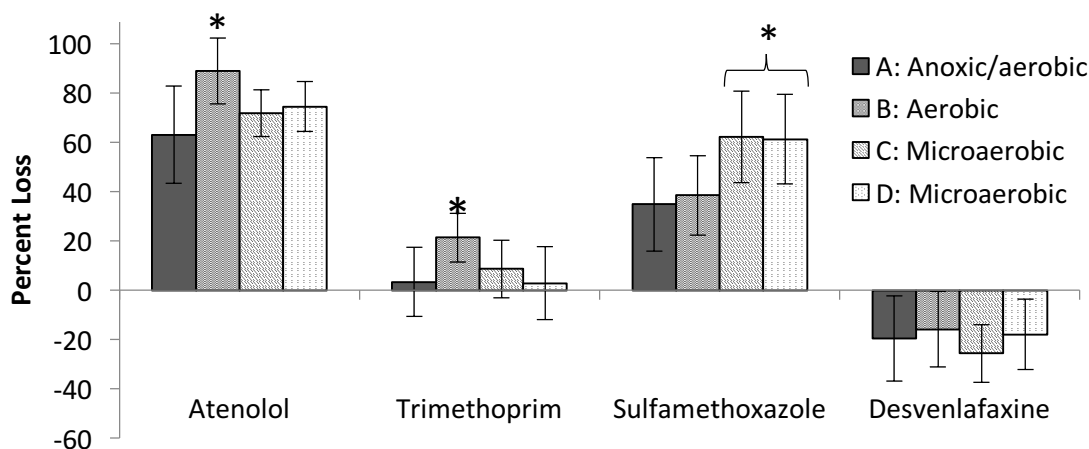 Percent Loss
100
80
60
40
20
0
-20
-40
-60
*
*
*
A: Anoxic/aerobic
B: Aerobic
C: Microaerobic
D: Microaerobic
Atenolol
Trimethoprim
Sulfamethoxazole
Desvenlafaxine